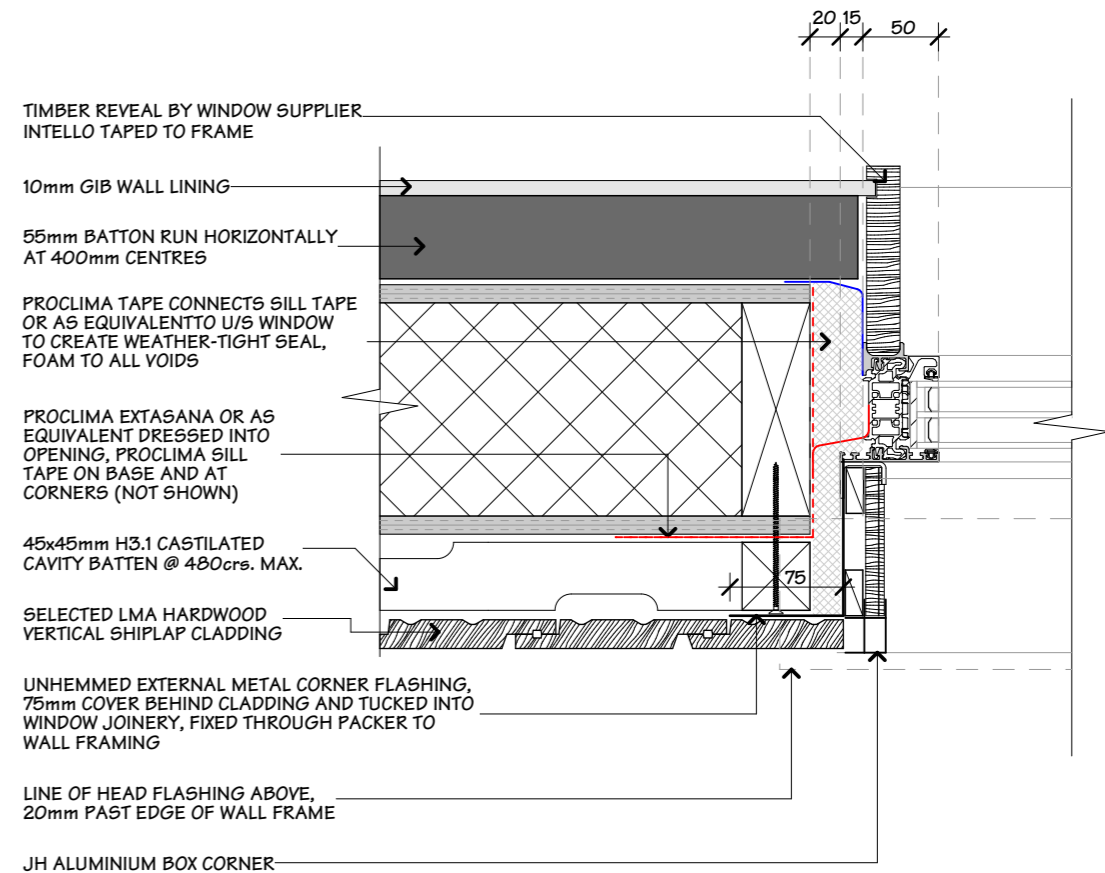 20 15 50
TIMBER REVEAL BY WINDOW SUPPLIER
INTELLO TAPED TO FRAME
10mm GIB WALL LINING
55mm BATTON RUN HORIZONTALLY
AT 400mm CENTRES
PROCLIMA TAPE CONNECTS SILL TAPE
OR AS EQUIVALENTTO U/S WINDOW
TO CREATE WEATHER-TIGHT SEAL,
FOAM TO ALL VOIDS
PROCLIMA EXTASANA OR AS
EQUIVALENT DRESSED INTO
OPENING, PROCLIMA SILL
TAPE ON BASE AND AT
CORNERS (NOT SHOWN)
45x45mm H3.1 CASTILATED
CAVITY BATTEN @ 480crs. MAX.
75
SELECTED LMA HARDWOOD
VERTICAL SHIPLAP CLADDING
UNHEMMED EXTERNAL METAL CORNER FLASHING,
75mm COVER BEHIND CLADDING AND TUCKED INTO
WINDOW JOINERY, FIXED THROUGH PACKER TO
WALL FRAMING
LINE OF HEAD FLASHING ABOVE,
20mm PAST EDGE OF WALL FRAME
JH ALUMINIUM BOX CORNER